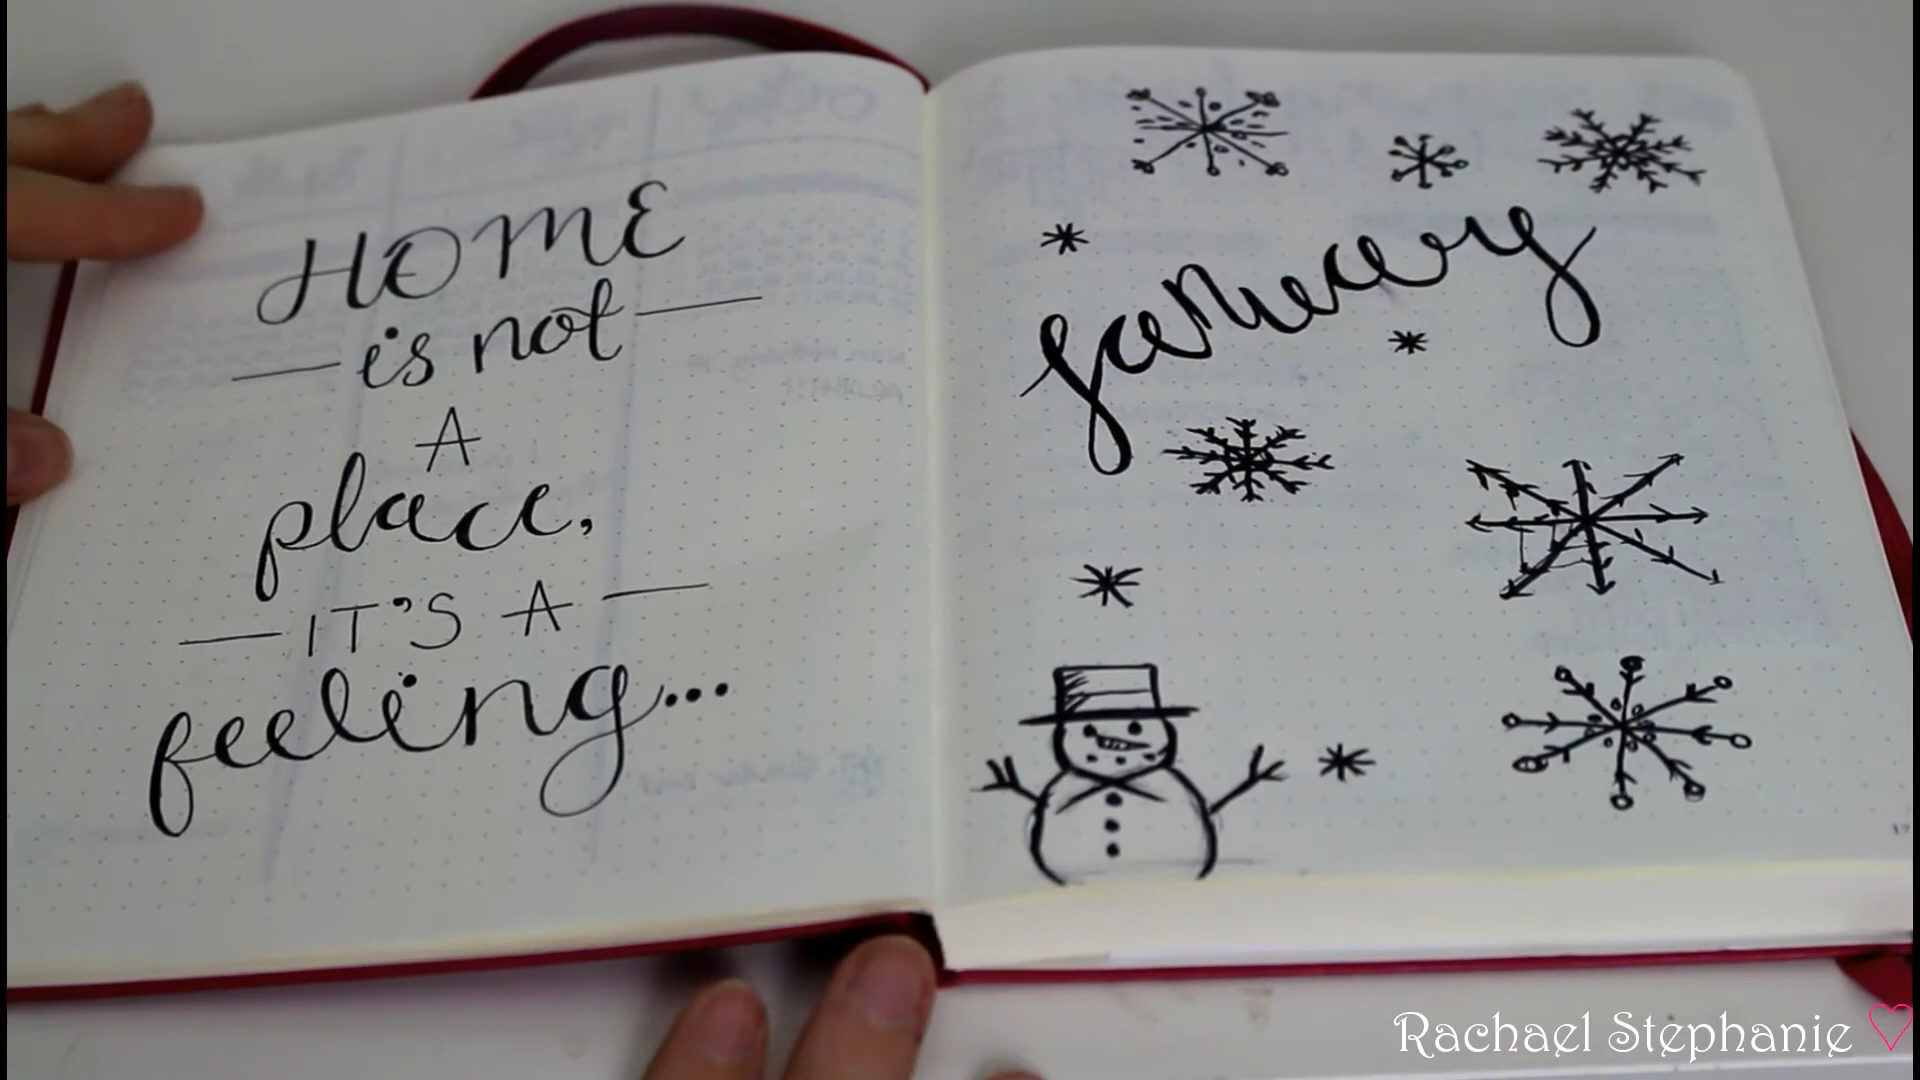 HOME
is not
A
place,
IT'S A
feeling...
January
Rachael Stephanie